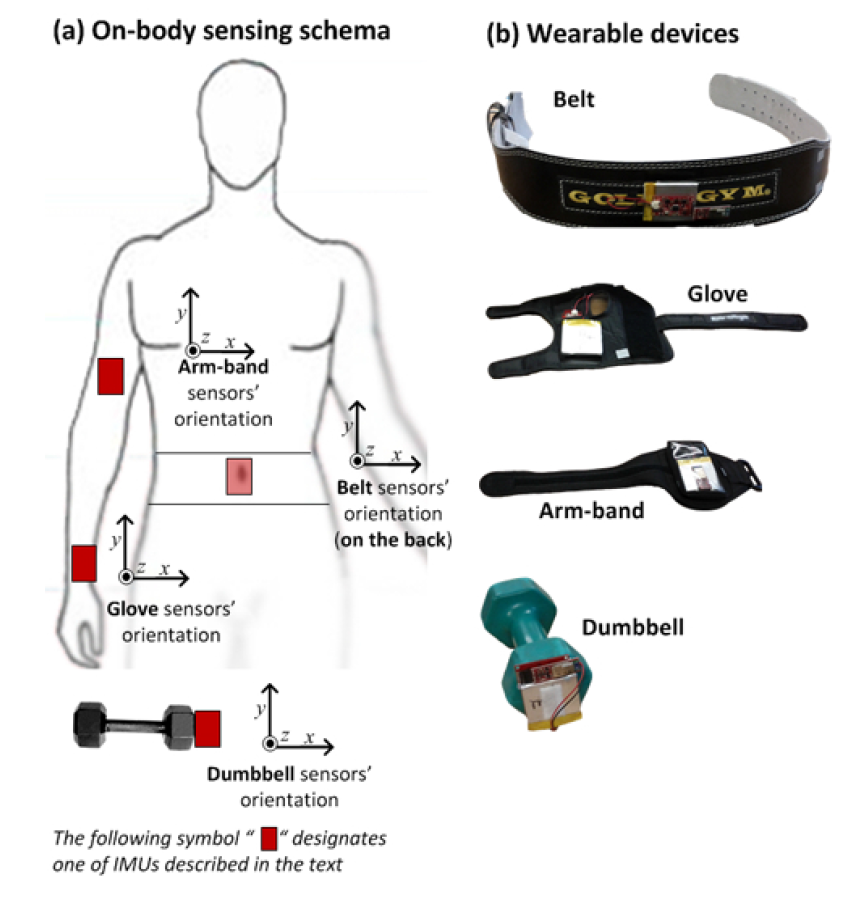 (a) On-body sensing schema
(b) Wearable devices
Belt
GOL GYM.
Glove
y
z x
Arm-band
sensors'
orientation
y
z x
Belt sensors'
orientation
(on the back)
Arm-band
y
z x
Glove sensors'
orientation
Dumbbell
y
z x
Dumbbell sensors'
orientation
The following symbol “ “ designates
one of IMUs described in the text